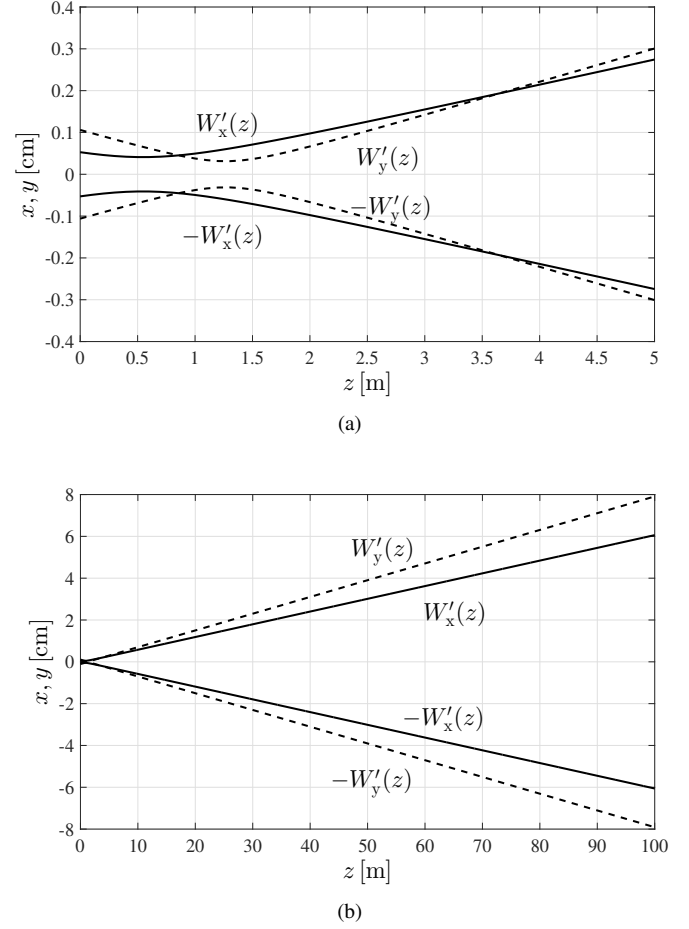 0.4
0.3
0.2
0.1
0
-0.1
-0.2
-0.3
-0.4
x, y [cm]
W′x(z)
W′y(z)
−W′y(z)
−W′x(z)
0 0.5 1 1.5 2 2.5 3 3.5 4 4.5 5
z [m]
(a)
8
6
4
2
0
-2
-4
-6
-8
x, y [cm]
W′y(z)
W′x(z)
−W′x(z)
−W′y(z)
0 10 20 30 40 50 60 70 80 90 100
z [m]
(b)